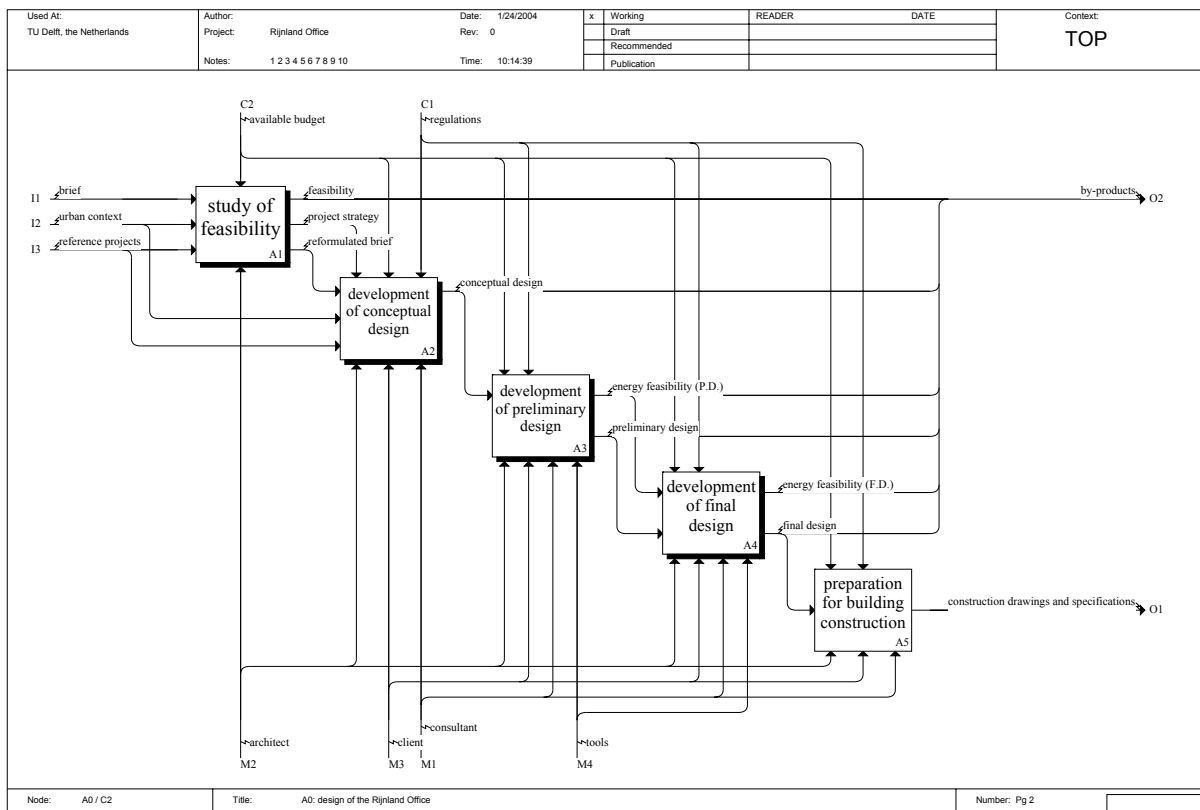 Used At:
TU Delft, the Netherlands
Author:
Project: Rijnland Office
Notes: 1 2 3 4 5 6 7 8 9 10
Date: 1/24/2004
Rev: 0
Time: 10:14:39
x Working
Draft
Recommended
Publication
READER DATE
Context:
TOP
C2
available budget
C1
regulations
I1 brief
I2 urban context
I3 reference projects
study of
feasibility
A1
feasibility
project strategy
reformulated brief
by-products O2
development
of conceptual
design
A2
conceptual design
development
of preliminary
design
A3
energy feasibility (P.D.)
preliminary design
development
of final
design
A4
energy feasibility (F.D.)
final design
preparation
for building
construction
A5
construction drawings and specifications O1
architect
M2
client
M3
consultant
M1
tools
M4
Node: A0 / C2
Title: A0: design of the Rijnland Office
Number: Pg 2